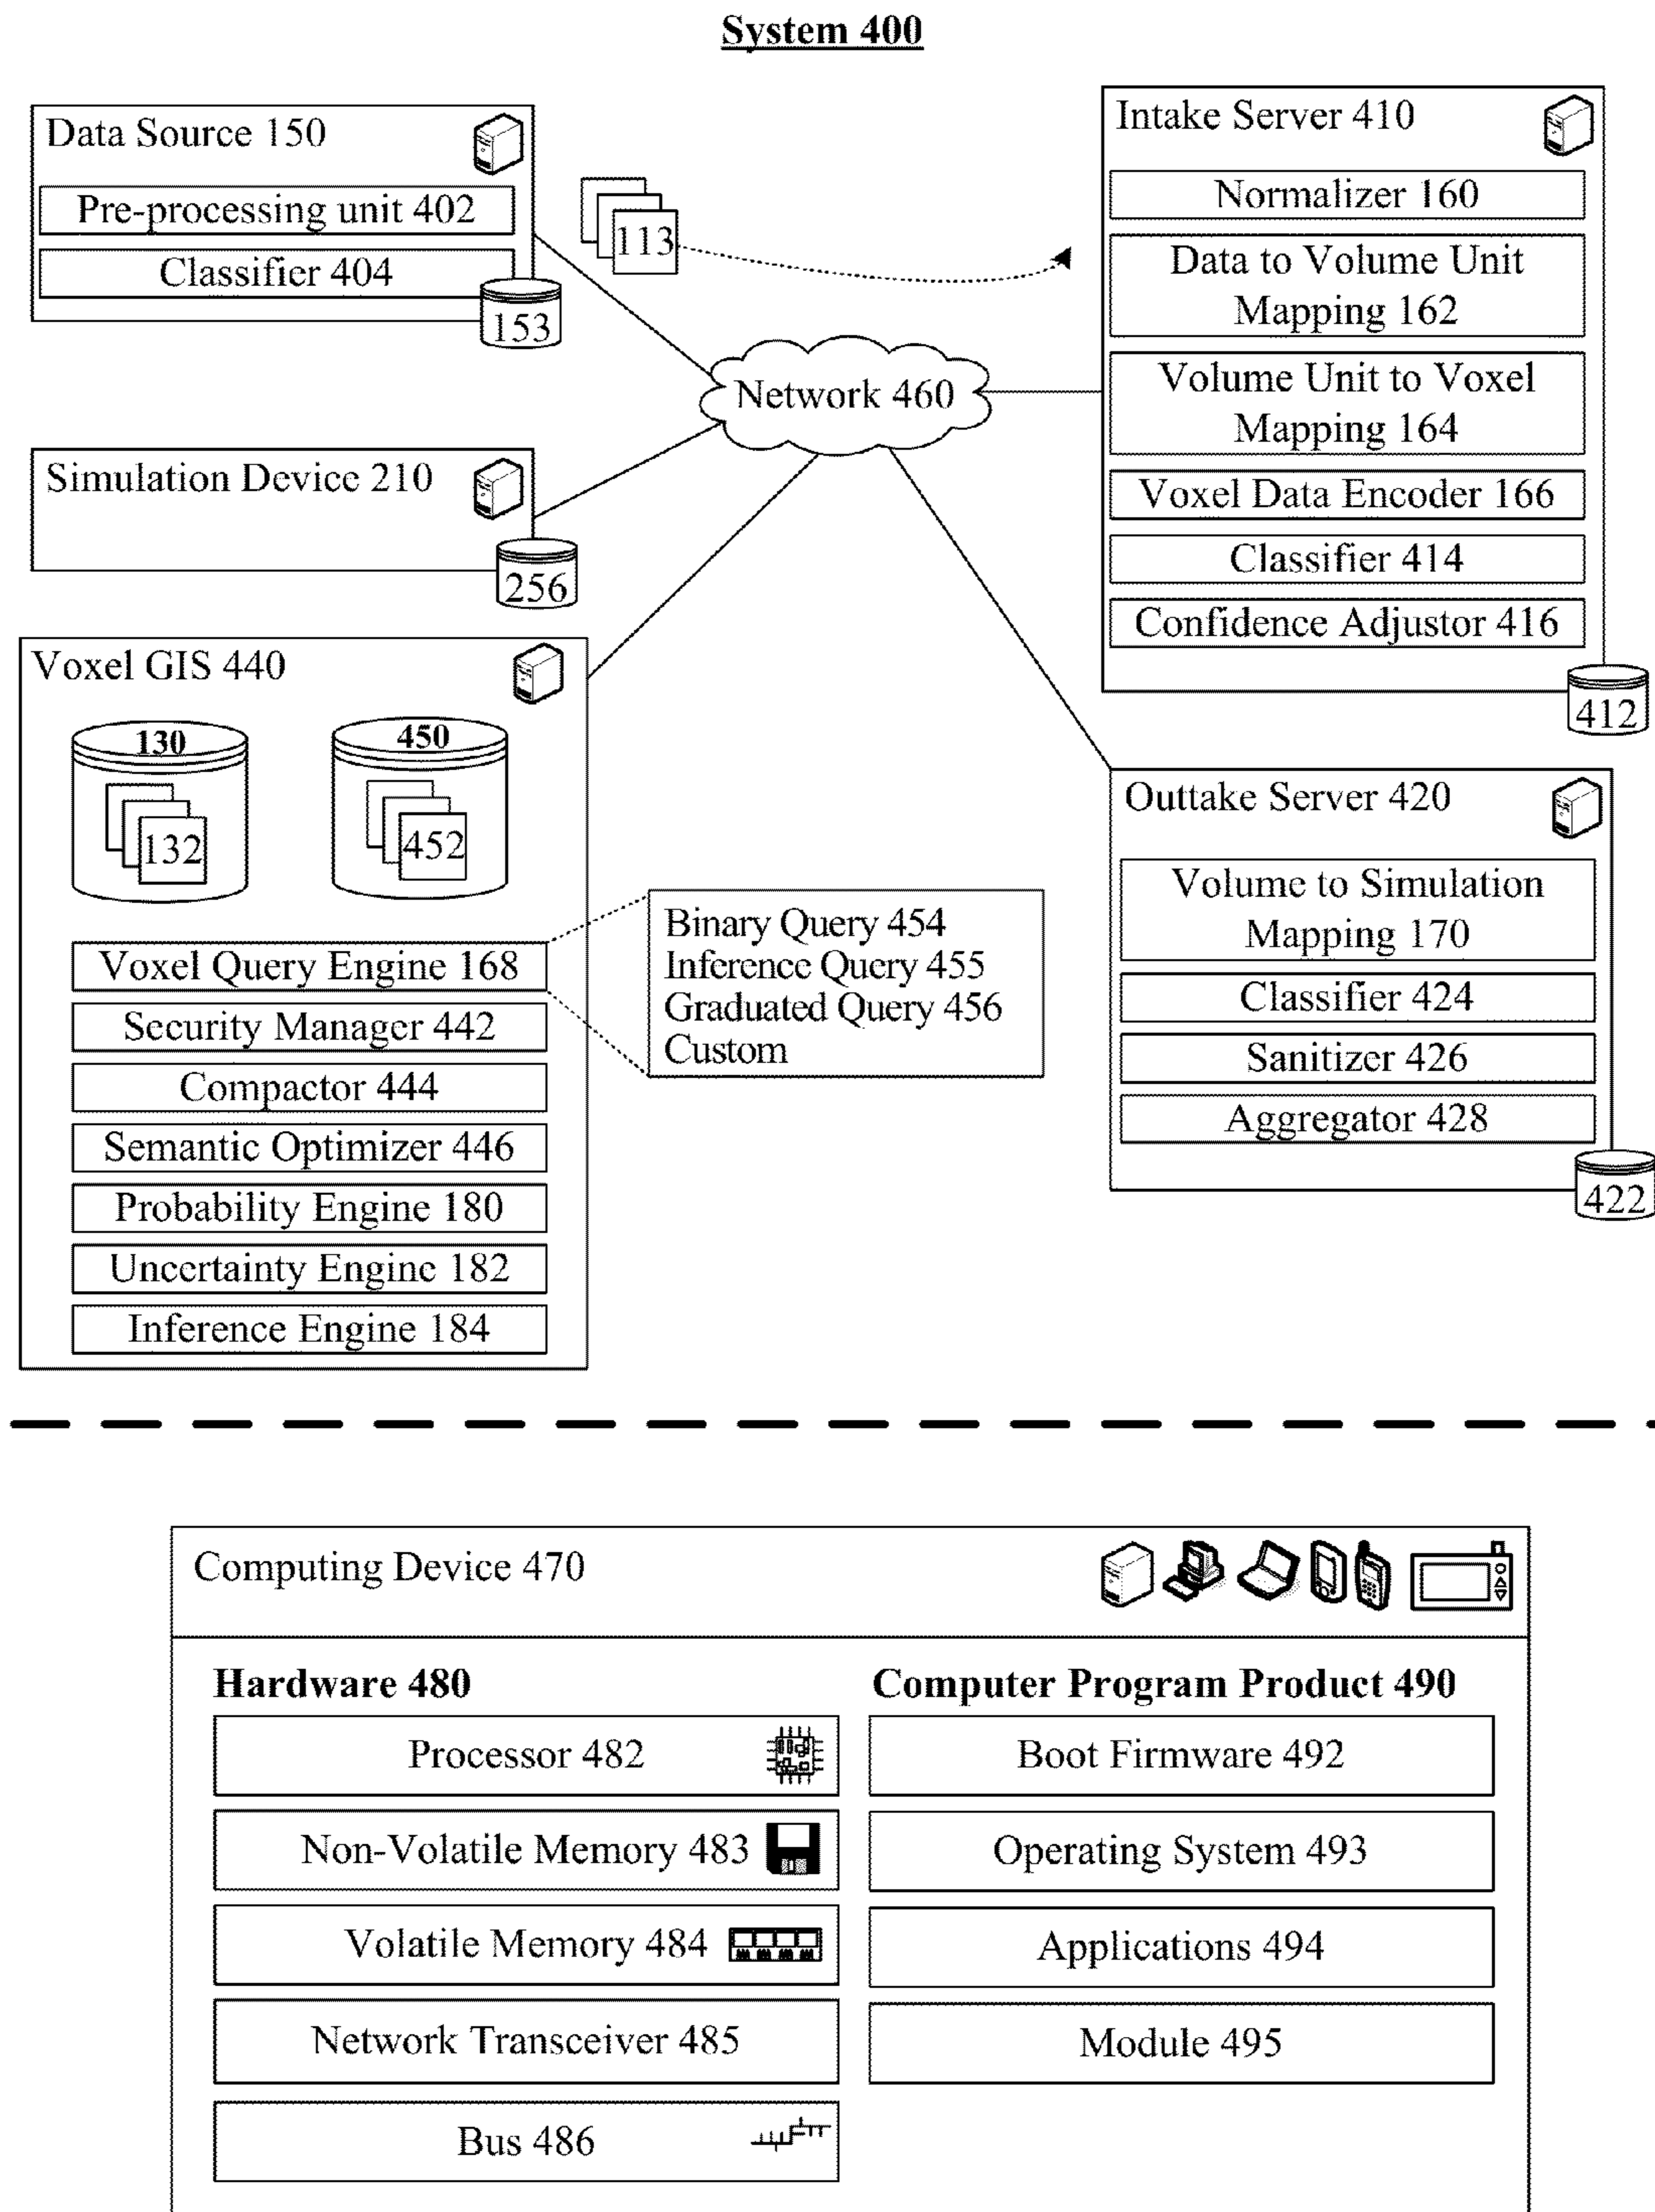 System 400
Data Source 150
Pre-processing unit 402
Classifier 404
153
113
Intake Server 410
Normalizer 160
Data to Volume Unit
Mapping 162
Volume Unit to Voxel
Mapping 164
Voxel Data Encoder 166
Classifier 414
Confidence Adjustor 416
412
Network 460
Simulation Device 210
256
Voxel GIS 440
130
132
450
452
Voxel Query Engine 168
Security Manager 442
Compactor 444
Semantic Optimizer 446
Probability Engine 180
Uncertainty Engine 182
Inference Engine 184
Binary Query 454
Inference Query 455
Graduated Query 456
Custom
Outtake Server 420
Volume to Simulation
Mapping 170
Classifier 424
Sanitizer 426
Aggregator 428
422
Computing Device 470
Hardware 480
Processor 482
Non-Volatile Memory 483
Volatile Memory 484
Network Transceiver 485
Bus 486
Computer Program Product 490
Boot Firmware 492
Operating System 493
Applications 494
Module 495